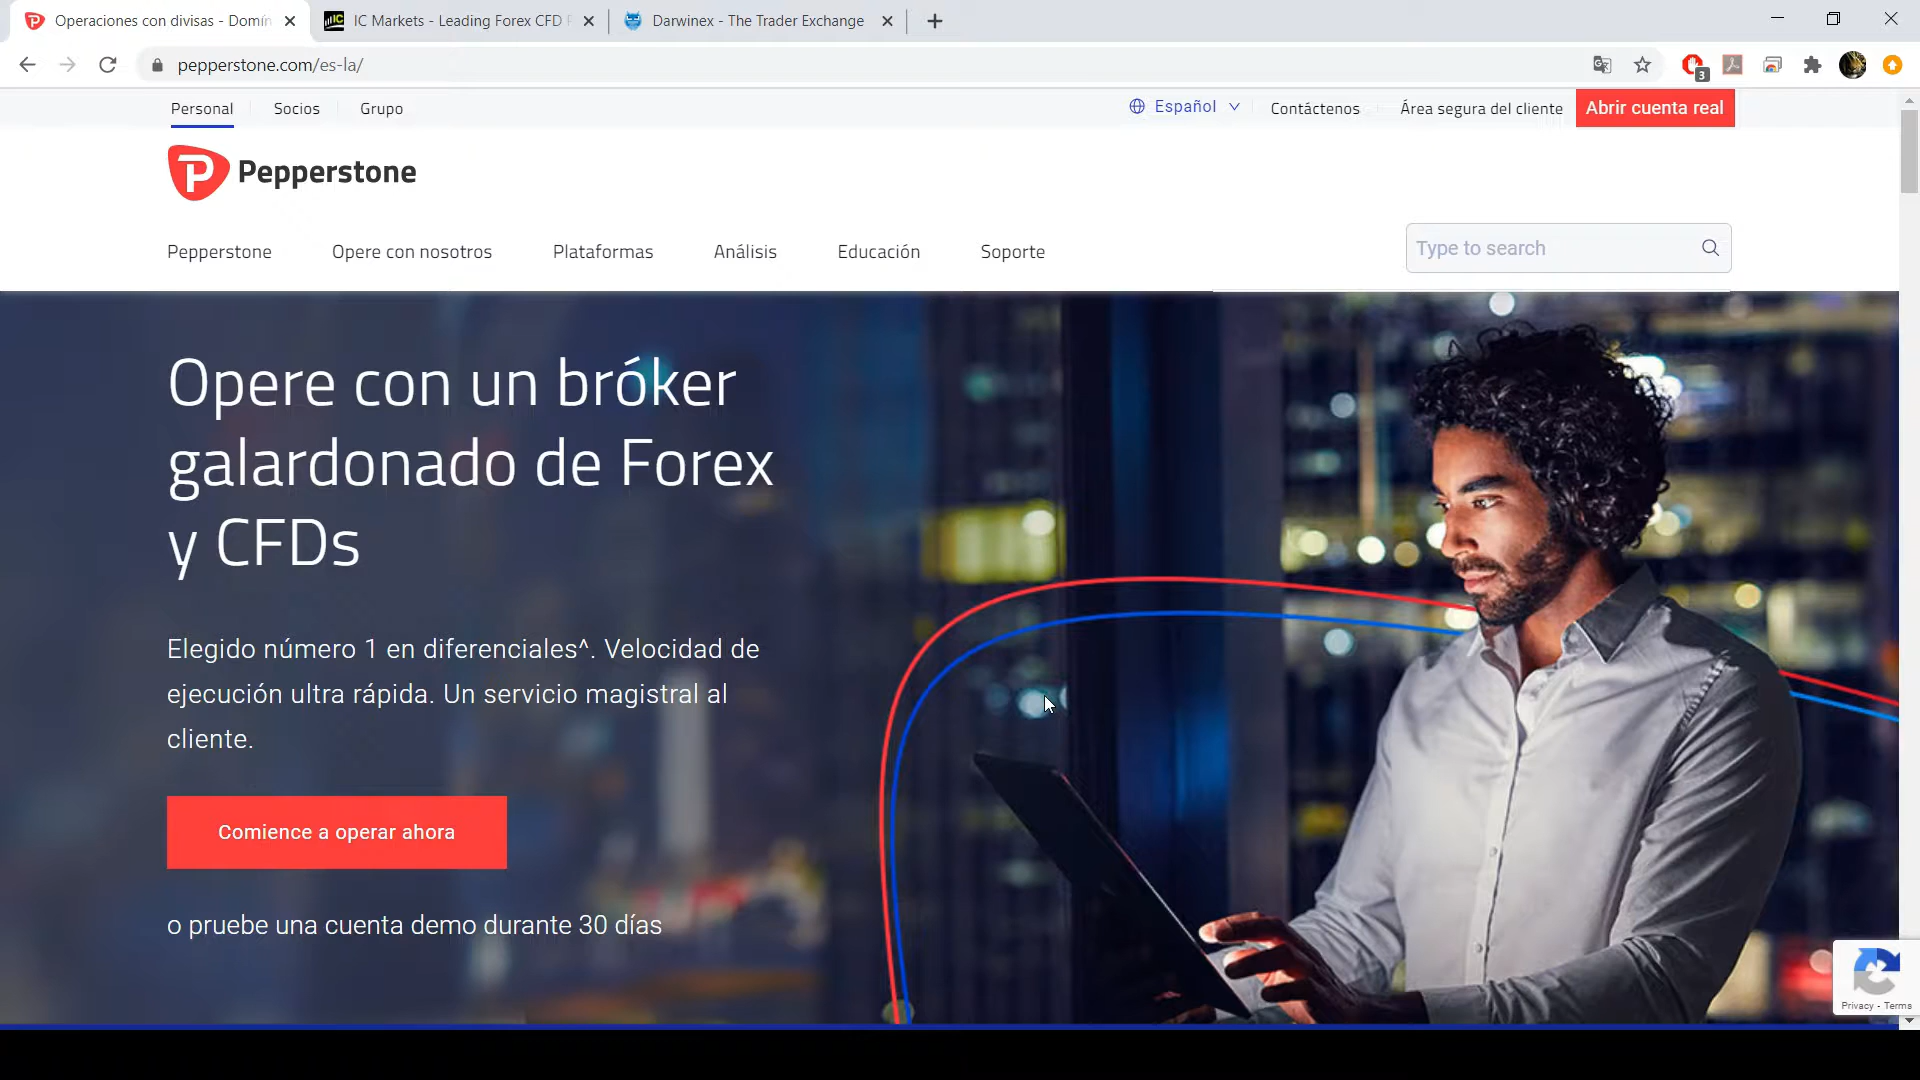 Operaciones con divisas - Domín
IC Markets - Leading Forex CFD
Darwinex - The Trader Exchange
pepperstone.com/es-la/
3
Personal
Socios
Grupo
Español
Contáctenos
Área segura del cliente
Abrir cuenta real
Pepperstone
Pepperstone
Opere con nosotros
Plataformas
Análisis
Educación
Soporte
Type to search
Opere con un bróker
galardonado de Forex
y CFDs
Elegido número 1 en diferenciales^. Velocidad de
ejecución ultra rápida. Un servicio magistral al
cliente.
Comience a operar ahora
o pruebe una cuenta demo durante 30 días
Privacy - Terms